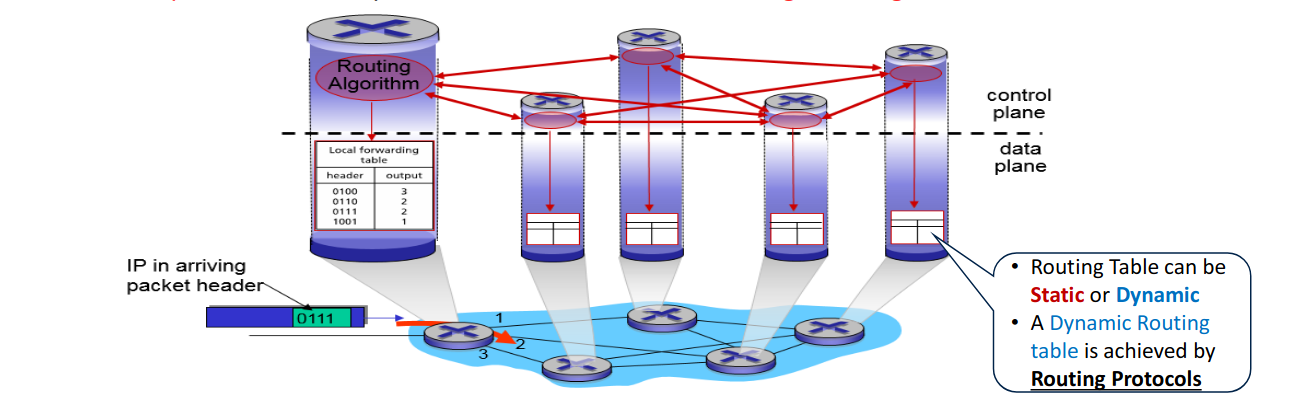 Routing
Algorithm
control
plane
data
plane
Local forwarding
table
header output
0100 3
0110 2
0111 2
1001 1
IP in arriving
packet header
0111
1
2
3
• Routing Table can be
Static or Dynamic
• A Dynamic Routing
table is achieved by
Routing Protocols